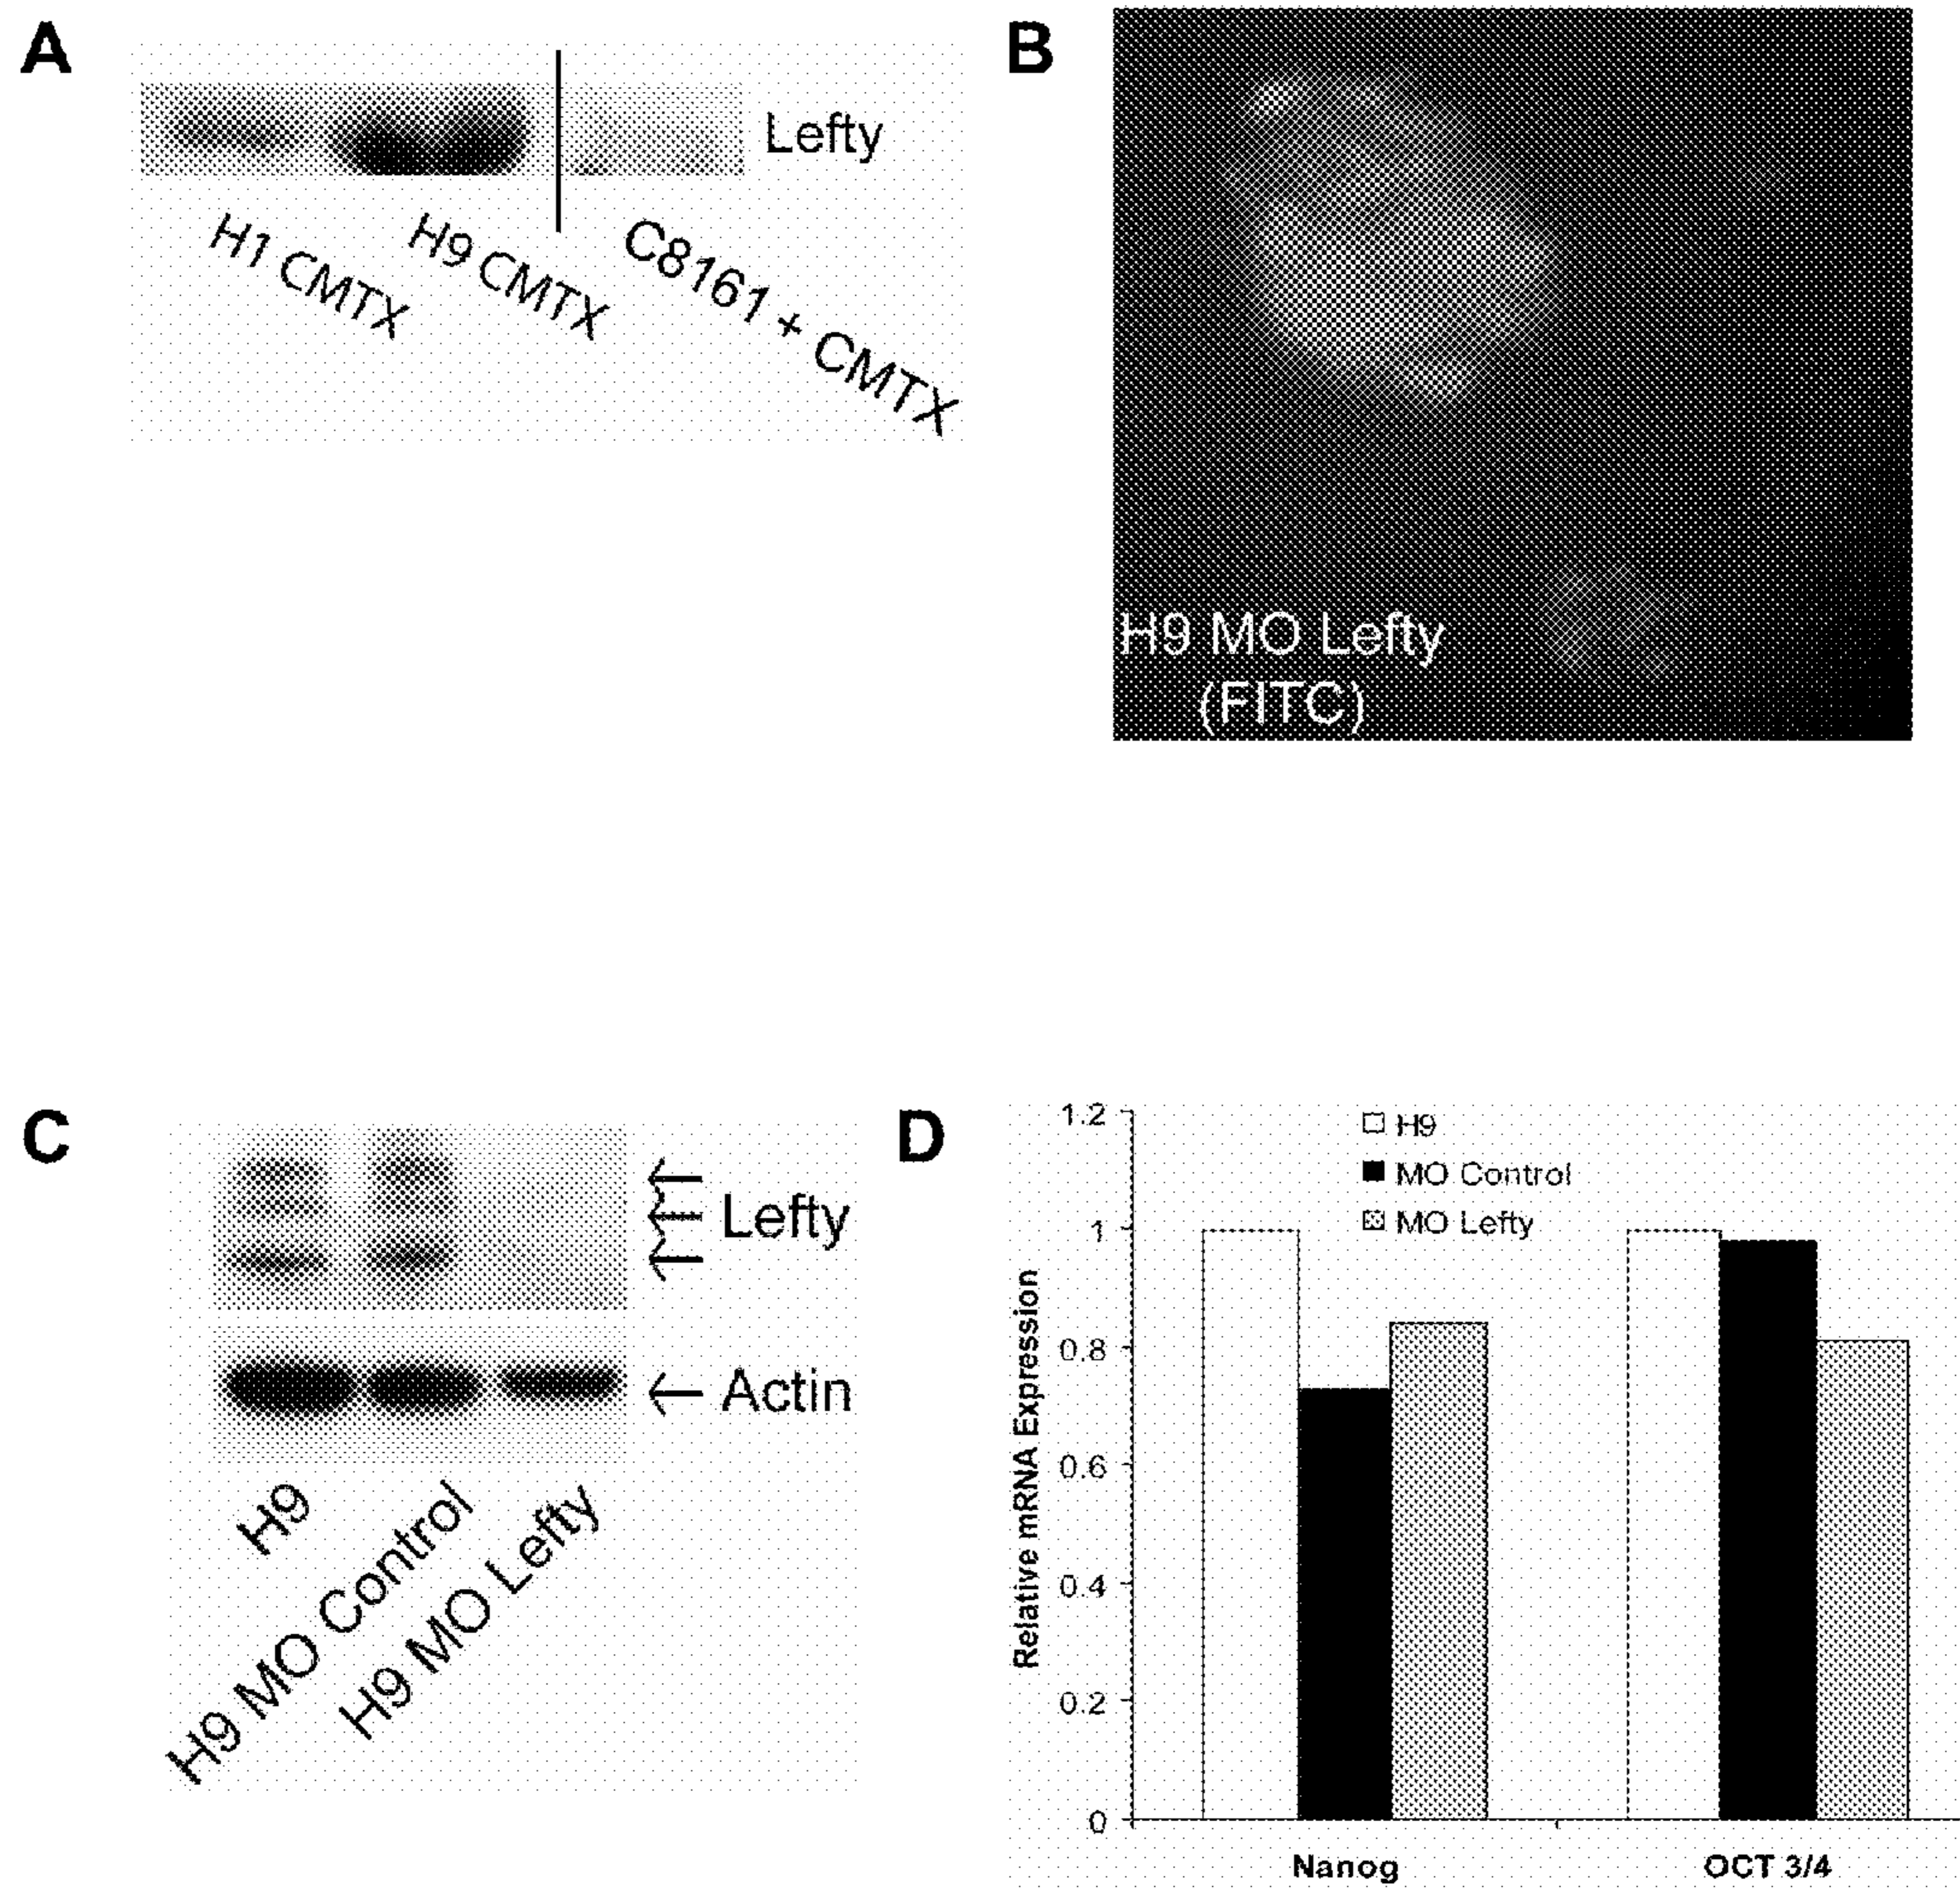 A
Lefty
H1 CMTX
H9 CMTX
C8161 + CMTX
B
H9 MO Lefty
(FITC)
C
Lefty
Actin
H9
H9 MO Control
H9 MO Lefty
D
H9
MO Control
MO Lefty
Relative mRNA Expression
1.2
1
0.8
0.6
0.4
0.2
0
Nanog
OCT 3/4